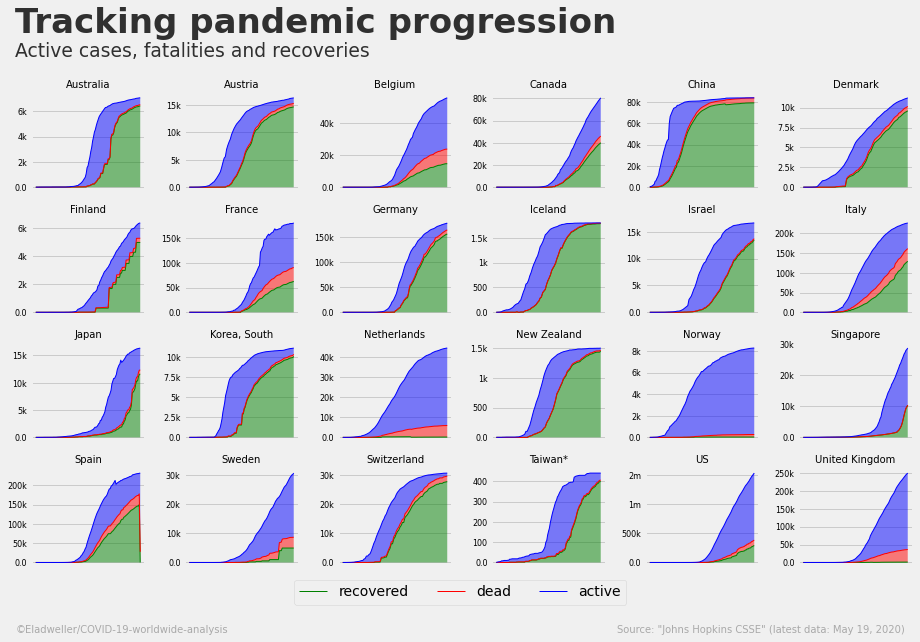 Tracking pandemic progression
Active cases, fatalities and recoveries
Australia
6k
4k
2k
0.0
Austria
15k
10k
5k
0.0
Belgium
40k
20k
0.0
Canada
80k
60k
40k
20k
0.0
China
80k
60k
40k
20k
0.0
Denmark
10k
7.5k
5k
2.5k
0.0
Finland
6k
4k
2k
0.0
France
150k
100k
50k
0.0
Germany
150k
100k
50k
0.0
Iceland
1.5k
1k
500
0.0
Israel
15k
10k
5k
0.0
Italy
200k
150k
100k
50k
0.0
Japan
15k
10k
5k
0.0
Korea, South
10k
7.5k
5k
2.5k
0.0
Netherlands
40k
30k
20k
10k
0.0
New Zealand
1.5k
1k
500
0.0
Norway
8k
6k
4k
2k
0.0
Singapore
30k
20k
10k
0.0
Spain
200k
150k
100k
50k
0.0
Sweden
30k
20k
10k
0.0
Switzerland
30k
20k
10k
0.0
Taiwan*
400
300
200
100
0.0
US
2m
1m
500k
0.0
United Kingdom
250k
200k
150k
100k
50k
0.0
recovered dead active
©Eladweller/COVID-19-worldwide-analysis
Source: "Johns Hopkins CSSE" (latest data: May 19, 2020)